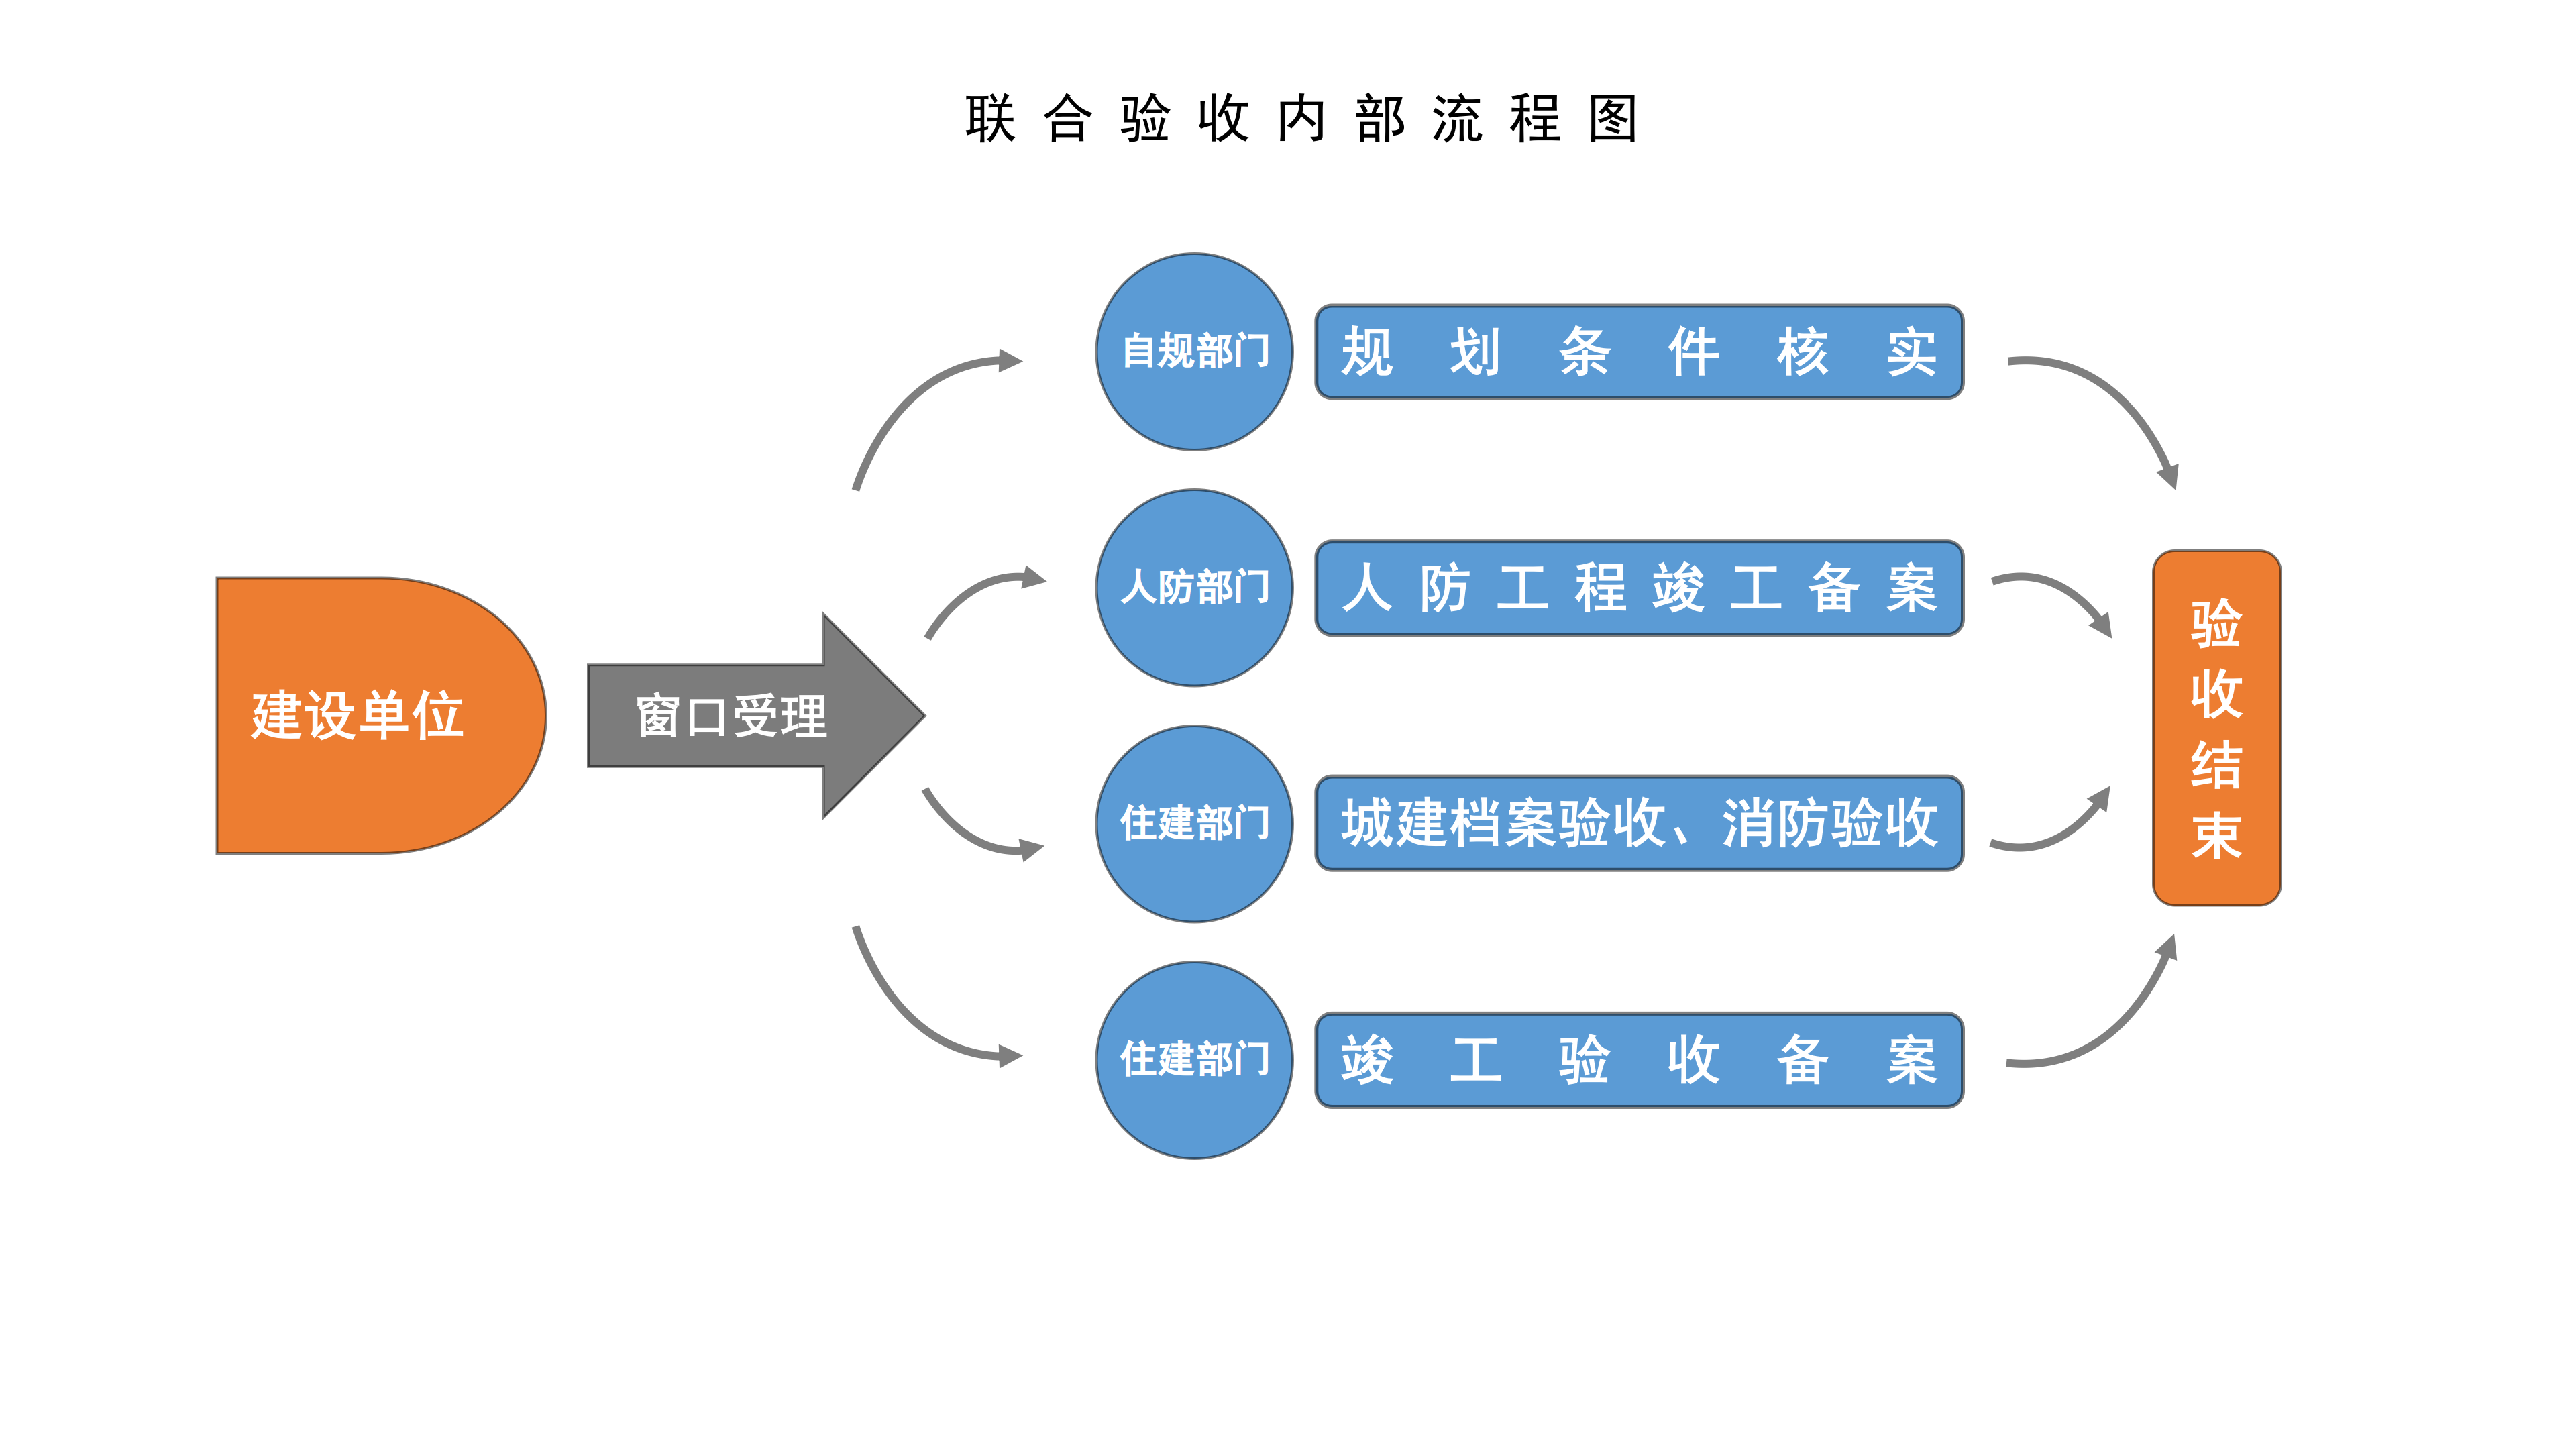 联合验收内部流程图
建设单位
窗口受理
自规部门
规划条件核实
人防部门
人防工程竣工备案
住建部门
城建档案验收、消防验收
住建部门
竣工验收备案
验收结束